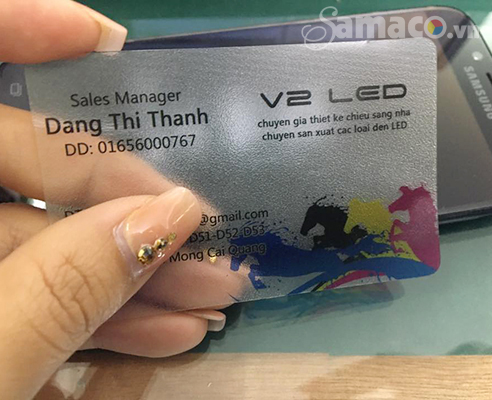 Samaco.vn
SAMSUNG
Sales Manager
Dang Thi Thanh
DD: 01656000767
V2 LED
chuyen gia thiet ke chieu sang nha
chuyen san xuat cac loai den LED
@gmail.com
D51-D52-D53
Mong Cai Quang